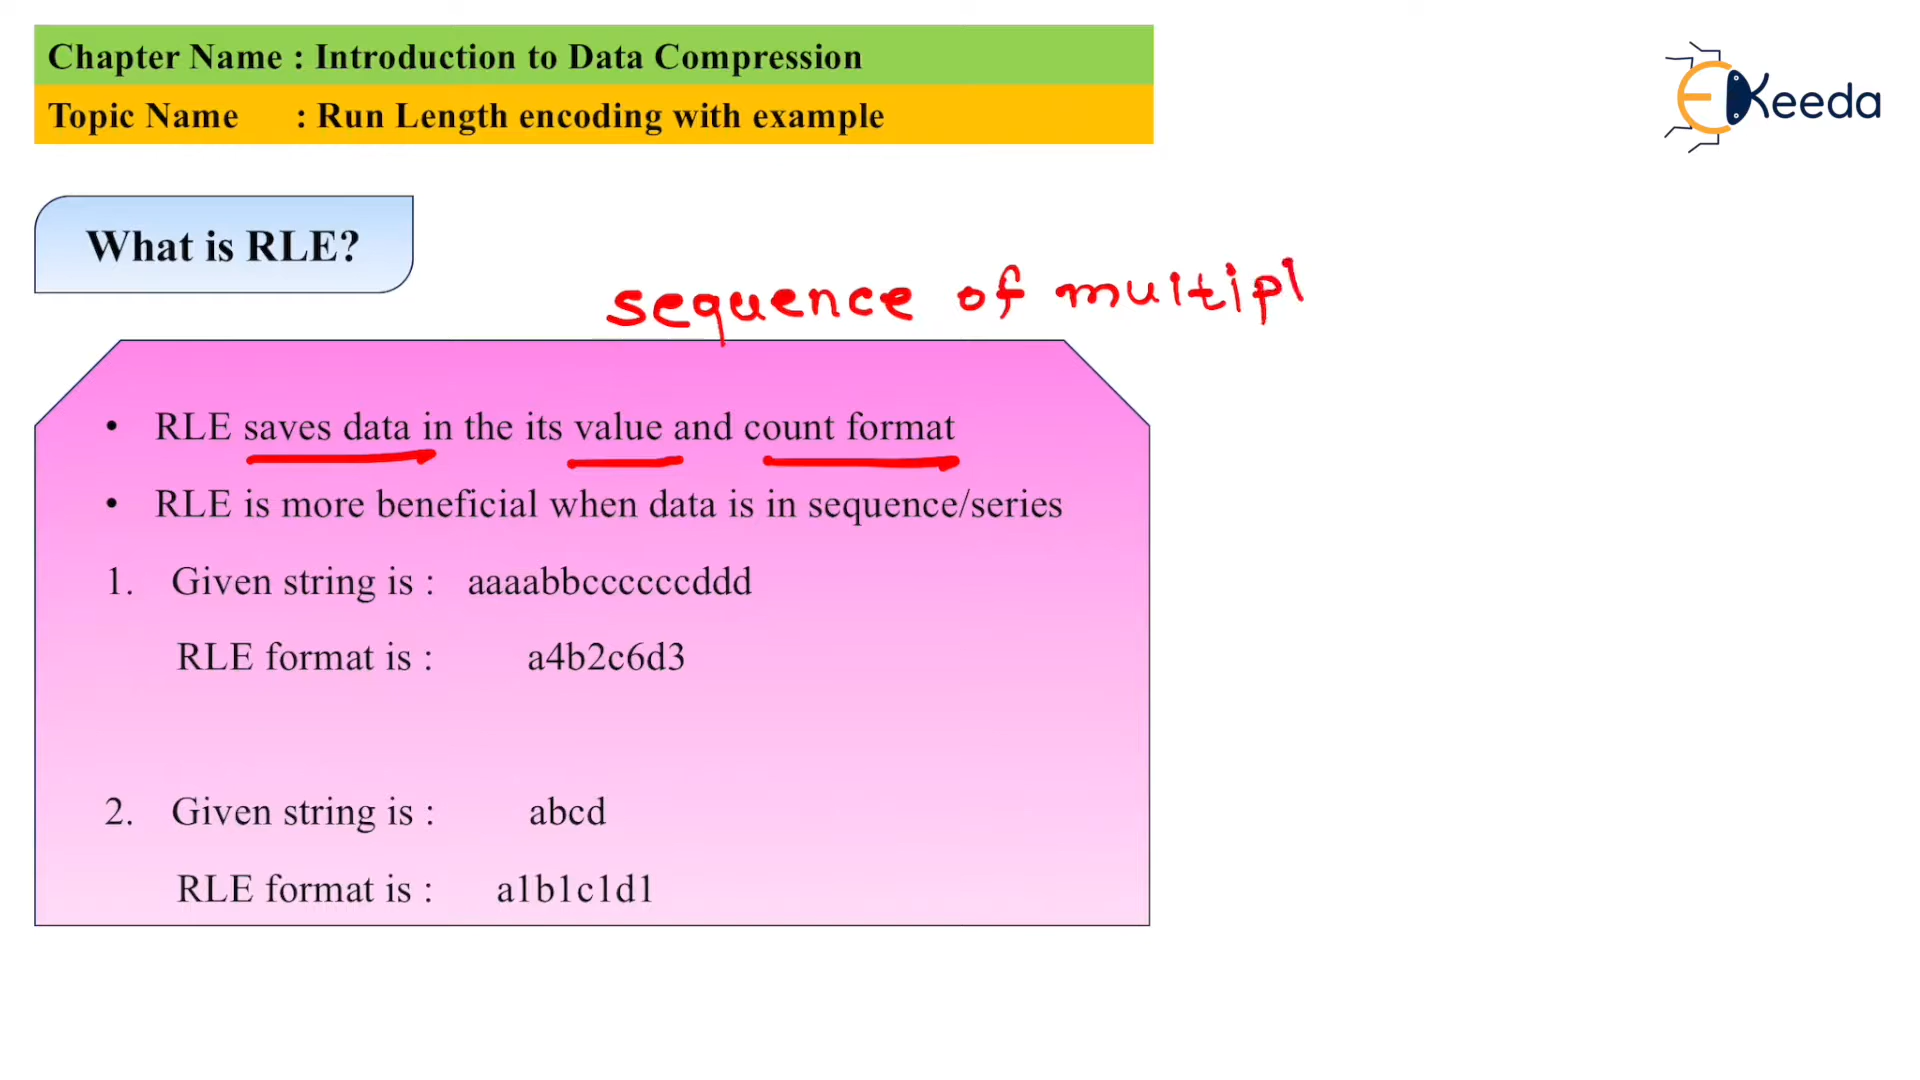 Chapter Name : Introduction to Data Compression
Topic Name : Run Length encoding with example
EKeeda
What is RLE?
sequence of multipl
• RLE saves data in the its value and count format
• RLE is more beneficial when data is in sequence/series
1. Given string is : aaaabbccccccddd
RLE format is : a4b2c6d3
2. Given string is : abcd
RLE format is : a1b1c1d1